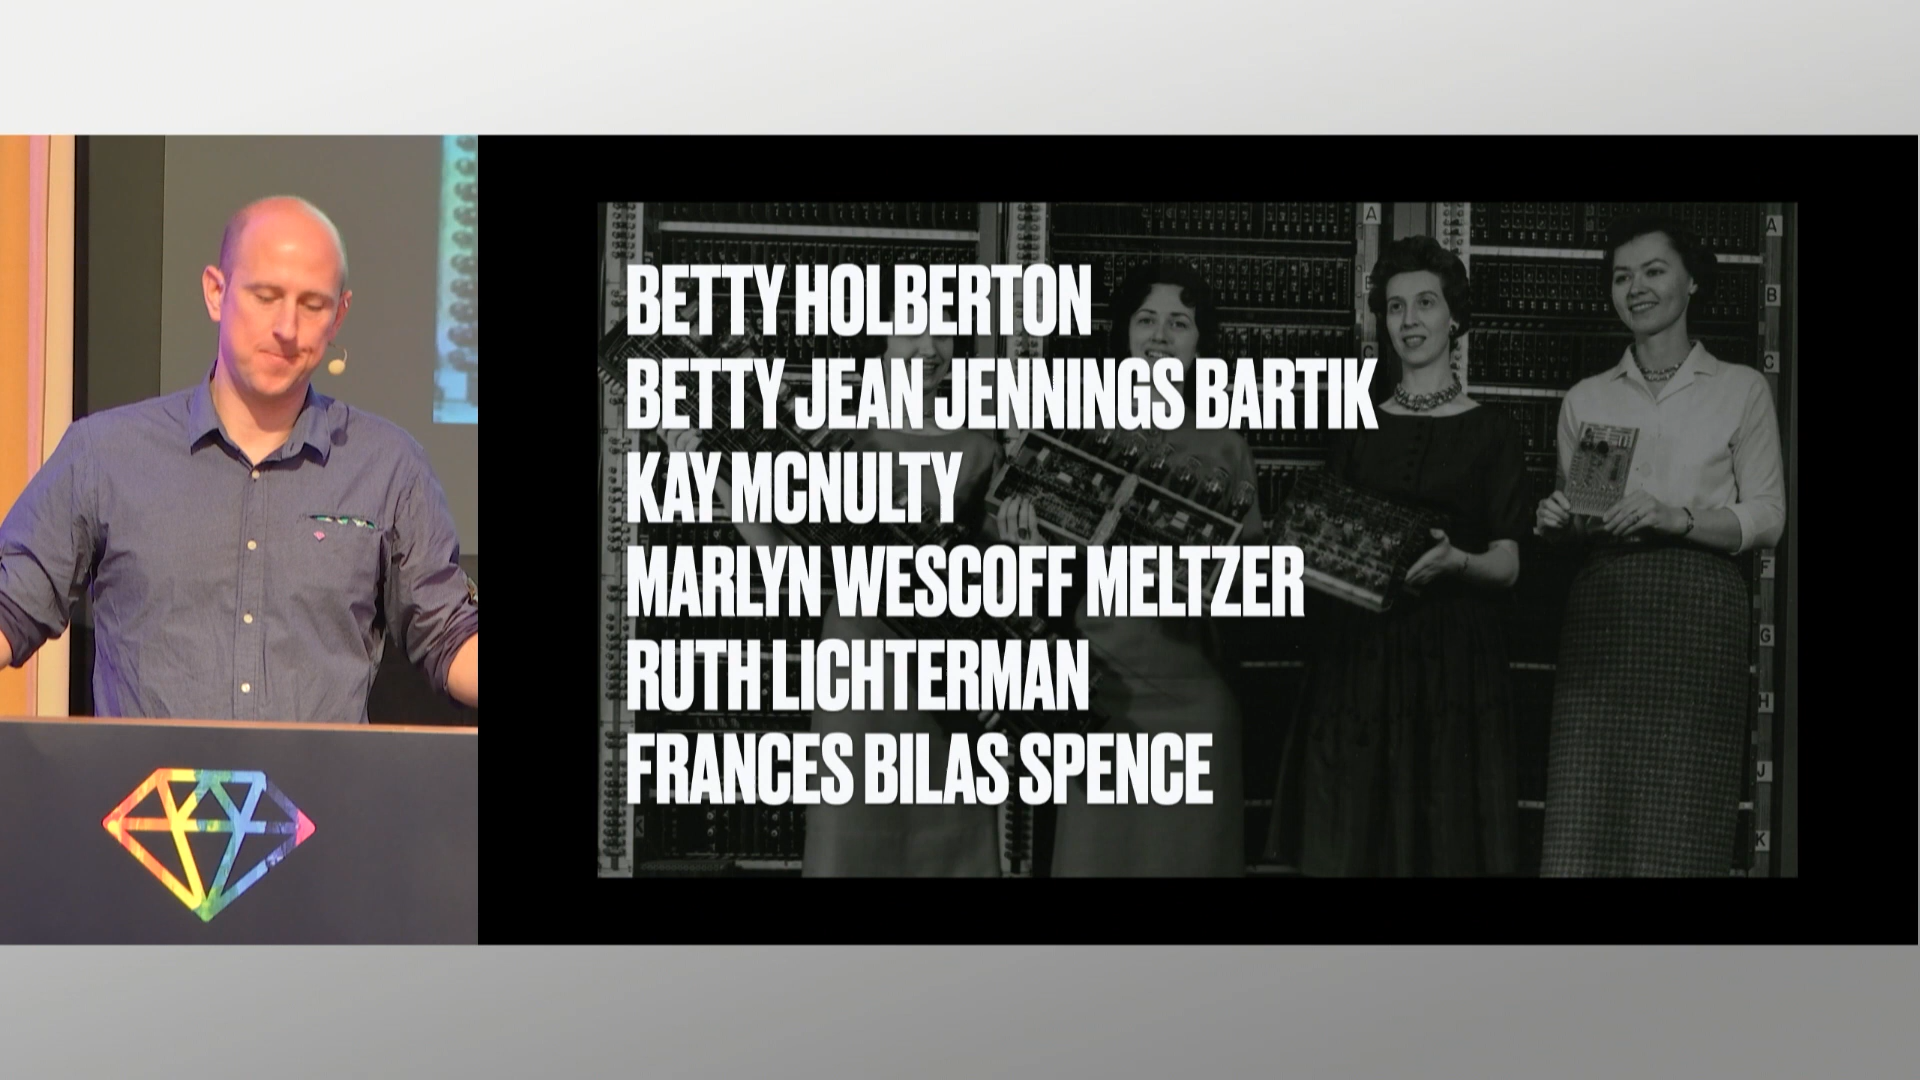 BETTY HOLBERTON
BETTY JEAN JENNINGS BARTIK
KAY MCNULTY
MARLYN WESCOFF MELTZER
RUTH LICHTERMAN
FRANCES BILAS SPENCE
A
A
B
C
C
F
G
H
J
K